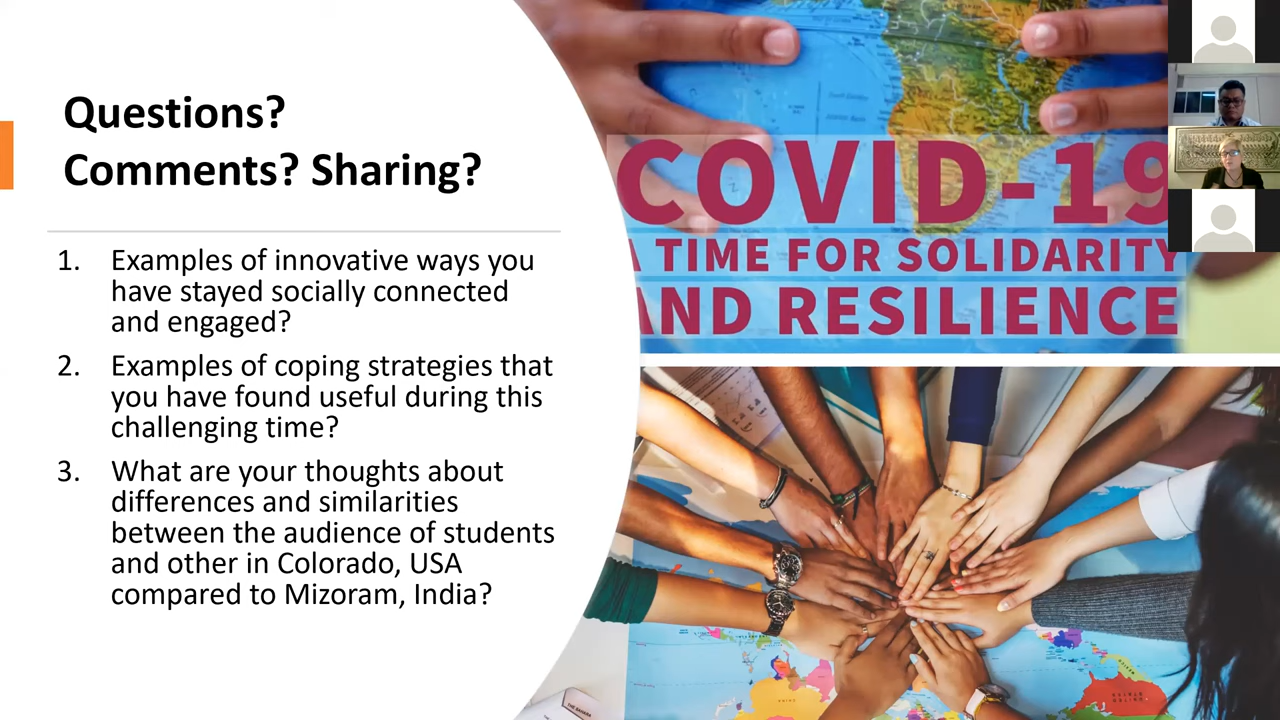 Questions?
Comments? Sharing?
1. Examples of innovative ways you
have stayed socially connected
and engaged?
2. Examples of coping strategies that
you have found useful during this
challenging time?
3. What are your thoughts about
differences and similarities
between the audience of students
and other in Colorado, USA
compared to Mizoram, India?
COVID-19
A TIME FOR SOLIDARITY
AND RESILIENCE